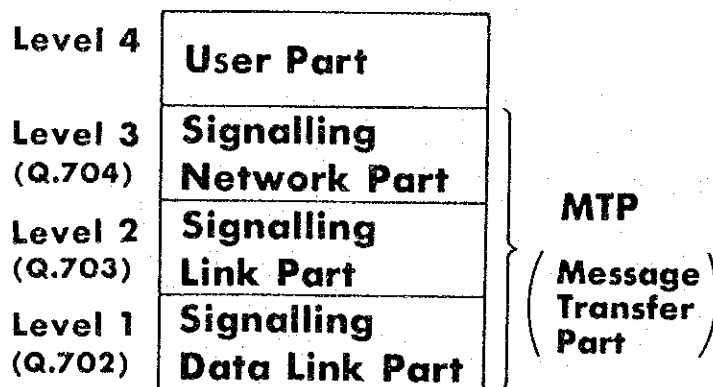 Level 4
User Part
Level 3
(Q.704)
Signalling
Network Part
Level 2
(Q.703)
Signalling
Link Part
Level 1
(Q.702)
Signalling
Data Link Part
MTP
(Message
Transfer
Part)